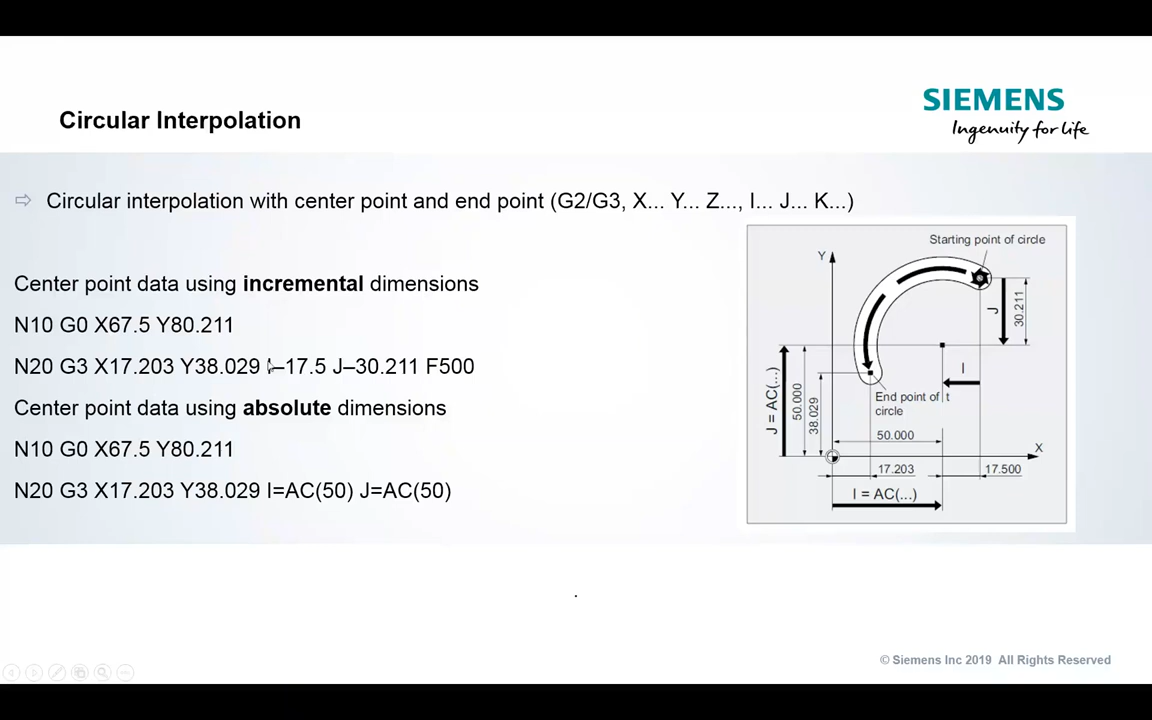 SIEMENS
Ingenuity for life
Circular Interpolation
⇨ Circular interpolation with center point and end point (G2/G3, X... Y... Z..., I... J... K...)
Center point data using incremental dimensions
N10 G0 X67.5 Y80.211
N20 G3 X17.203 Y38.029 I–17.5 J–30.211 F500
Center point data using absolute dimensions
N10 G0 X67.5 Y80.211
N20 G3 X17.203 Y38.029 I=AC(50) J=AC(50)
Starting point of circle
Y
J
30.211
I
J = AC(...)
50.000
38.029
End point of t
circle
50.000
X
17.203
17.500
I = AC(...)
© Siemens Inc 2019 All Rights Reserved